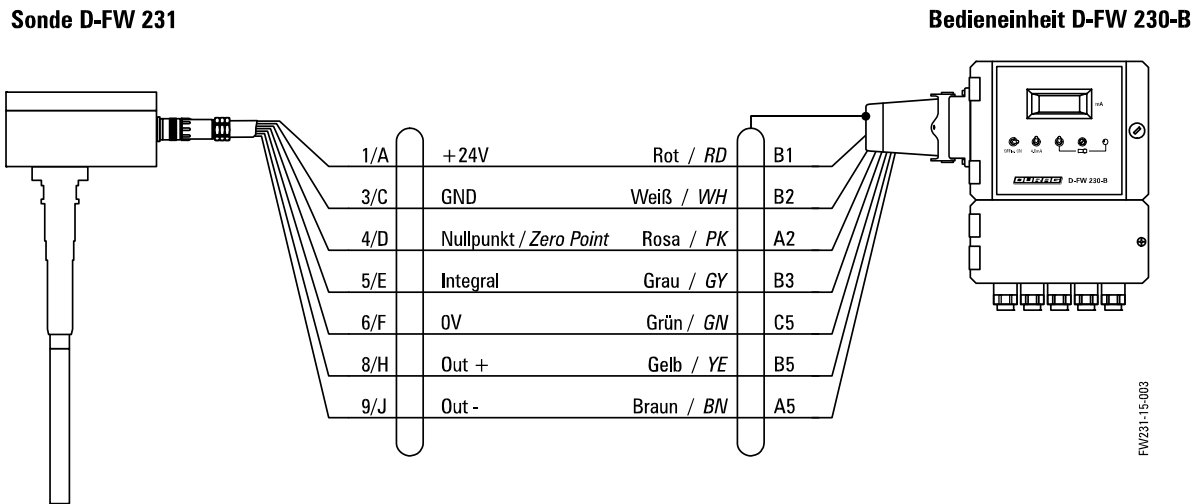 Sonde D-FW 231
Bedieneinheit D-FW 230-B
mA
DURAG D-FW 230-B
1/A +24V Rot / RD B1
3/C GND Weiß / WH B2
4/D Nullpunkt / Zero Point Rosa / PK A2
5/E Integral Grau / GY B3
6/F 0V Grün / GN C5
8/H Out + Gelb / YE B5
9/J Out - Braun / BN A5
FW231-15-003